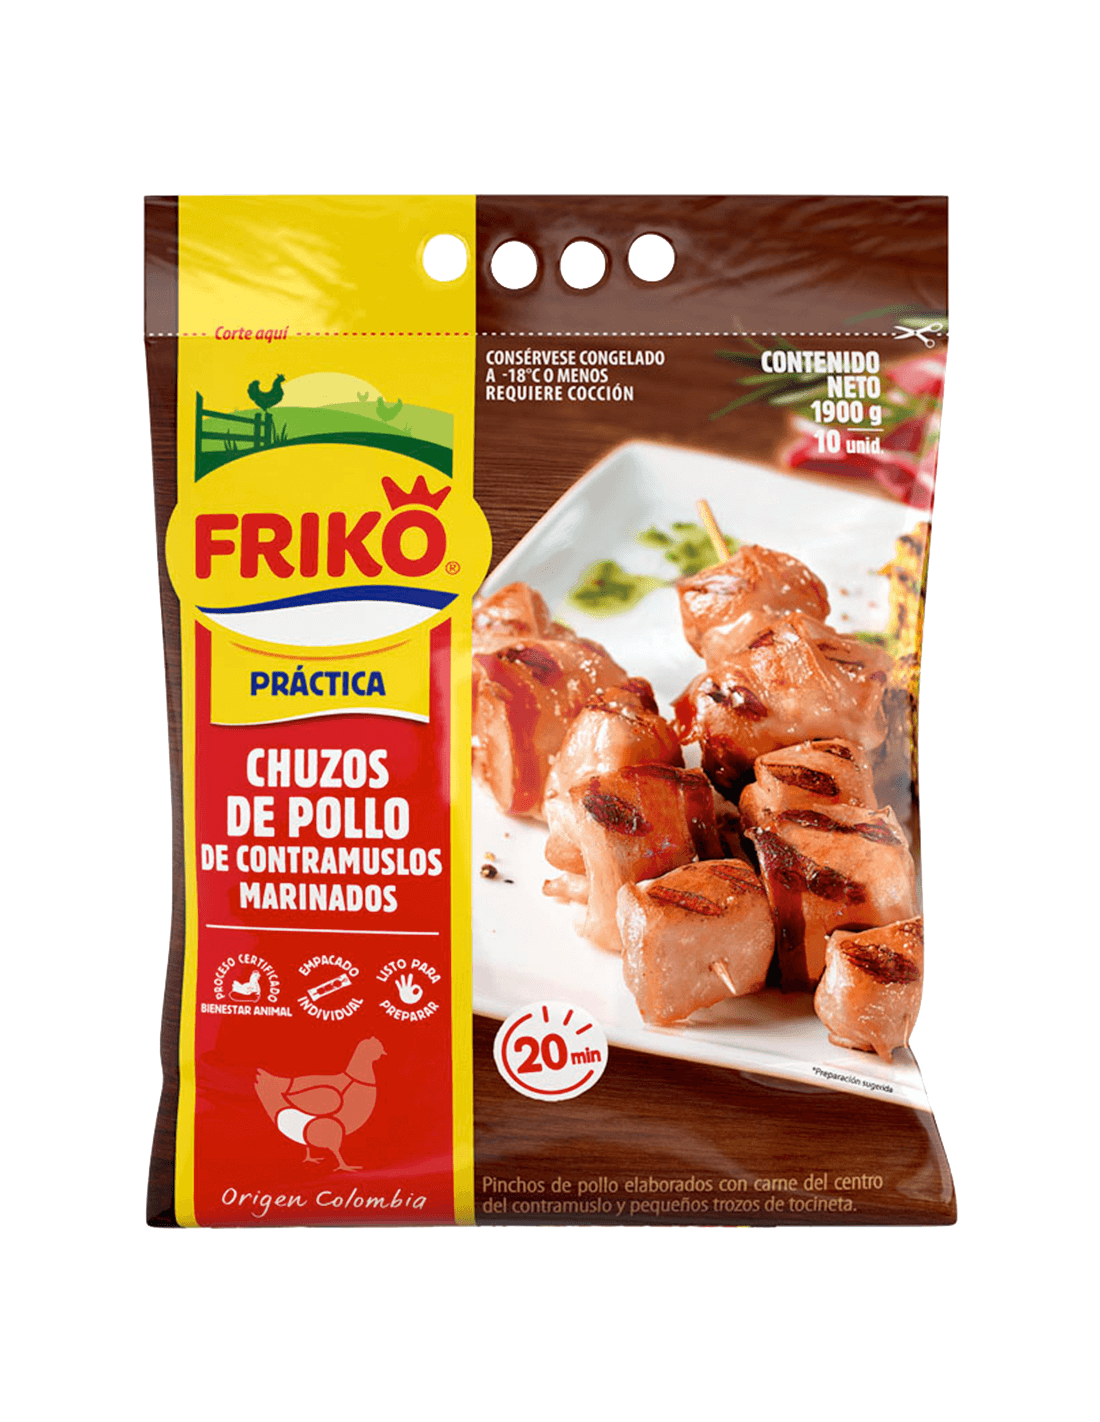 Corte aquí
CONSÉRVESE CONGELADO
A -18°C O MENOS
REQUIERE COCCIÓN
CONTENIDO
NETO
1900 g
10 unid.
FRIKO®
PRÁCTICA
CHUZOS
DE POLLO
DE CONTRAMUSLOS
MARINADOS
PROCESO CERTIFICADO
BIENESTAR ANIMAL
EMPACADO
INDIVIDUAL
LISTO PARA
PREPARAR
20 min
*Preparación sugerida
Origen Colombia
Pinchos de pollo elaborados con carne del centro
del contramuslo y pequeños trozos de tocineta.